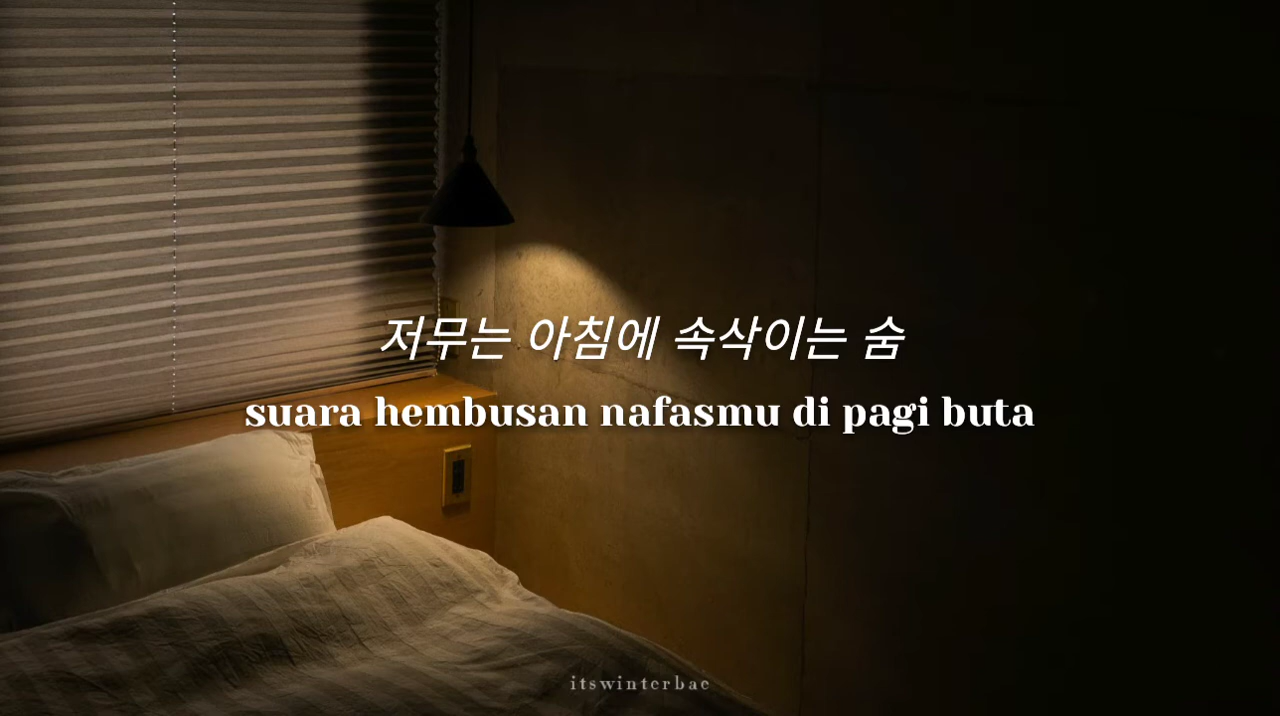 저무는 아침에 속삭이는 숨
suara hembusan nafasmu di pagi buta
itswinterbae